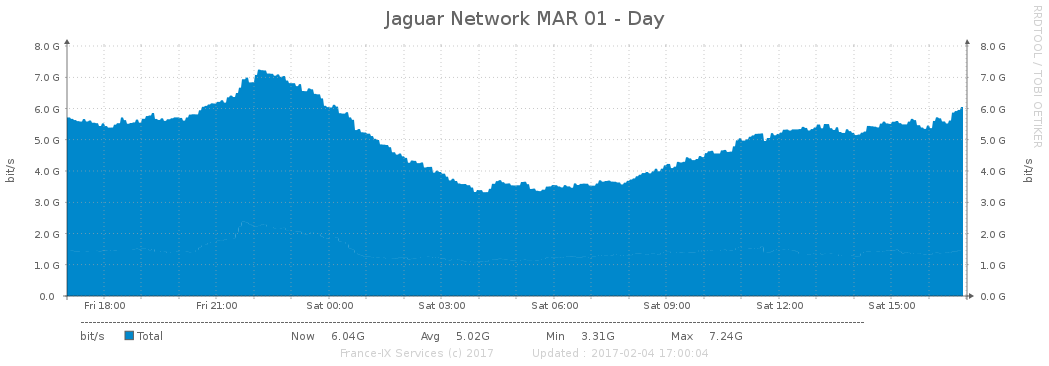 Jaguar Network MAR 01 - Day
RRDTOOL / TOBI OETIKER
bit/s
8.0 G 8.0 G
7.0 G 7.0 G
6.0 G 6.0 G
5.0 G 5.0 G
4.0 G 4.0 G
3.0 G 3.0 G
2.0 G 2.0 G
1.0 G 1.0 G
0.0 0.0 G
bit/s
Fri 18:00 Fri 21:00 Sat 00:00 Sat 03:00 Sat 06:00 Sat 09:00 Sat 12:00 Sat 15:00
bit/s Total Now 6.04G Avg 5.02G Min 3.31G Max 7.24G
France-IX Services (c) 2017 Updated : 2017-02-04 17:00:04